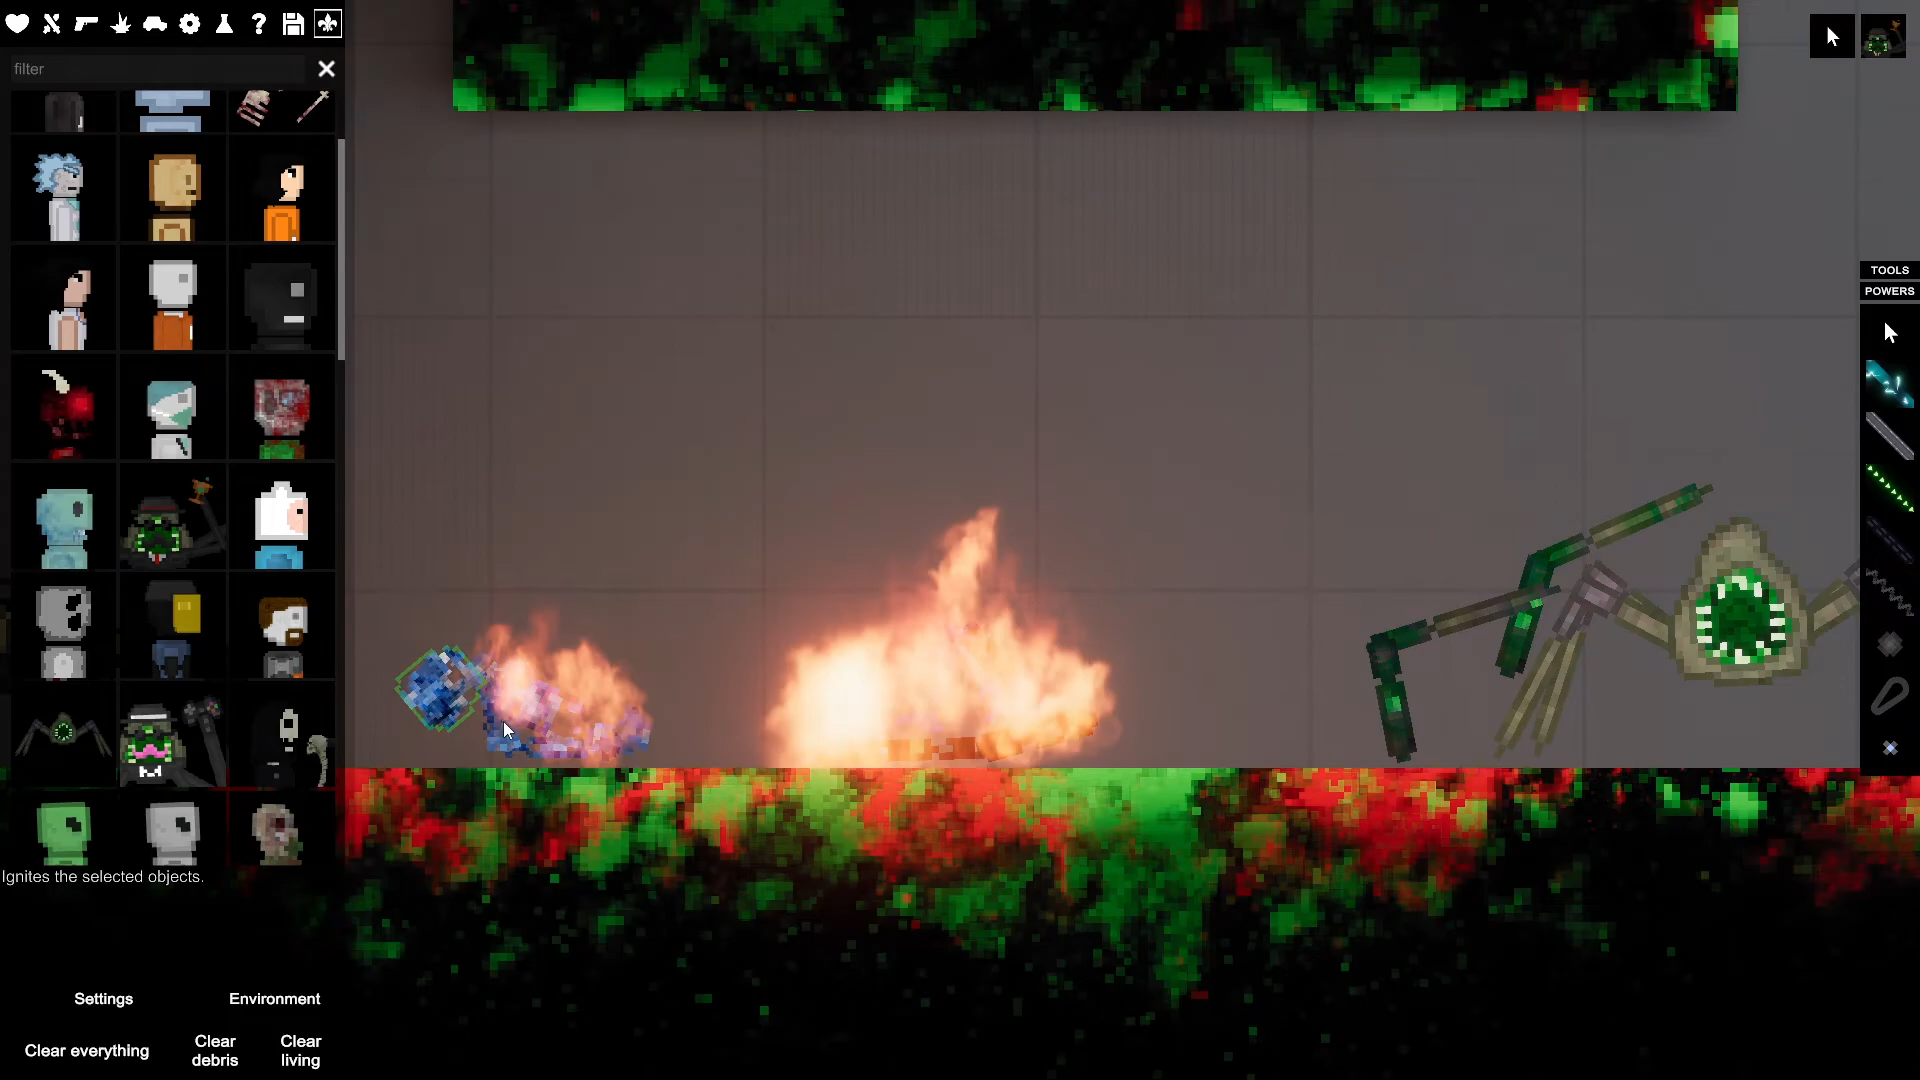 filter
TOOLS
POWERS
Ignites the selected objects.
Settings
Environment
Clear everything
Clear
debris
Clear
living